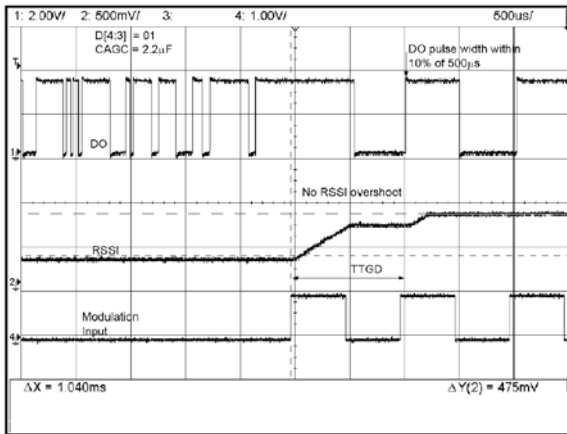 1: 2.00V/ 2: 500mV/ 3: 4: 1.00V/ 500us/
D[4:3] = 01
CAGC = 2.2µF
DO pulse width within
10% of 500µs
T
DO
1
No RSSI overshoot
RSSI
TTGD
2
Modulation
Input
4
ΔX = 1.040ms ΔY(2) = 475mV